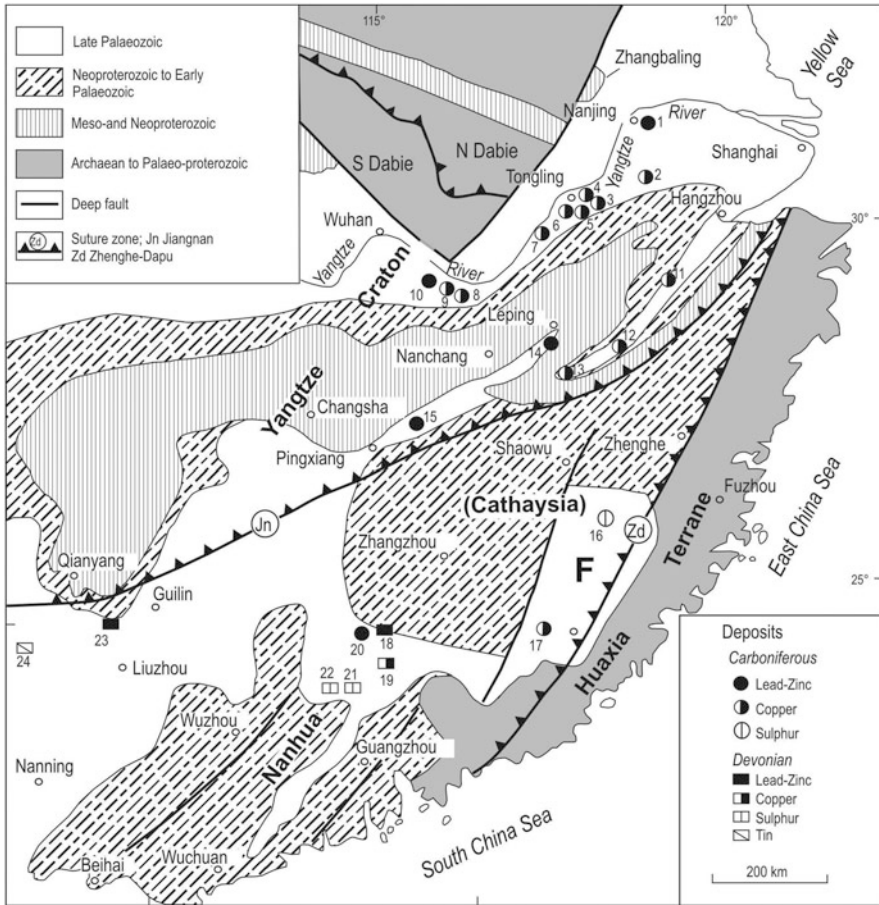 115°
120°
Late Palaeozoic
Neoproterozoic to Early
Palaeozoic
Meso-and Neoproterozoic
Archaean to Palaeo-proterozoic
Deep fault
Zd
Suture zone; Jn Jiangnan
Zd Zhenghe-Dapu
Zhangbaling
Yellow
Sea
Nanjing
River
1
Shanghai
N Dabie
S Dabie
Yangtze
Tongling
2
4
3
Hangzhou
6
5
7
30°
Wuhan
Yangtze
River
Craton
10
9
8
11
Leping
12
14
13
Nanchang
Changsha
Yangtze
15
Pingxiang
Shaowu
Zhenghe
Fuzhou
(Cathaysia)
Terrane
East China Sea
Jn
16
Zd
Zhangzhou
F
Qianyang
Guilin
25°
23
24
Liuzhou
20
18
17
19
22
21
Huaxia
Wuzhou
Nanhua
Guangzhou
Nanning
South China Sea
Beihai
Wuchuan
Deposits
Carboniferous
Lead-Zinc
Copper
Sulphur
Devonian
Lead-Zinc
Copper
Sulphur
Tin
200 km